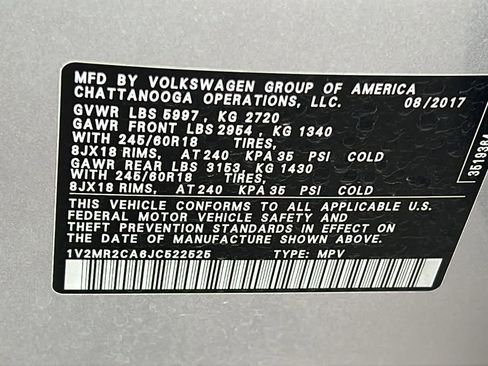 MFD BY VOLKSWAGEN GROUP OF AMERICA
CHATTANOOGA OPERATIONS, LLC. 08/2017
GVWR LBS 5997, KG 2720
GAWR FRONT LBS 2954, KG 1340
WITH 245/60R18 TIRES,
8JX18 RIMS, AT 240 KPA 35 PSI COLD
GAWR REAR LBS 3153, KG 1430
WITH 245/60R18 TIRES,
8JX18 RIMS, AT 240 KPA 35 PSI COLD
THIS VEHICLE CONFORMS TO ALL APPLICABLE U.S.
FEDERAL MOTOR VEHICLE SAFETY AND
THEFT PREVENTION STANDARDS IN EFFECT ON
THE DATE OF MANUFACTURE SHOWN ABOVE.
1V2MR2CA6JC522525 TYPE: MPV
3519364